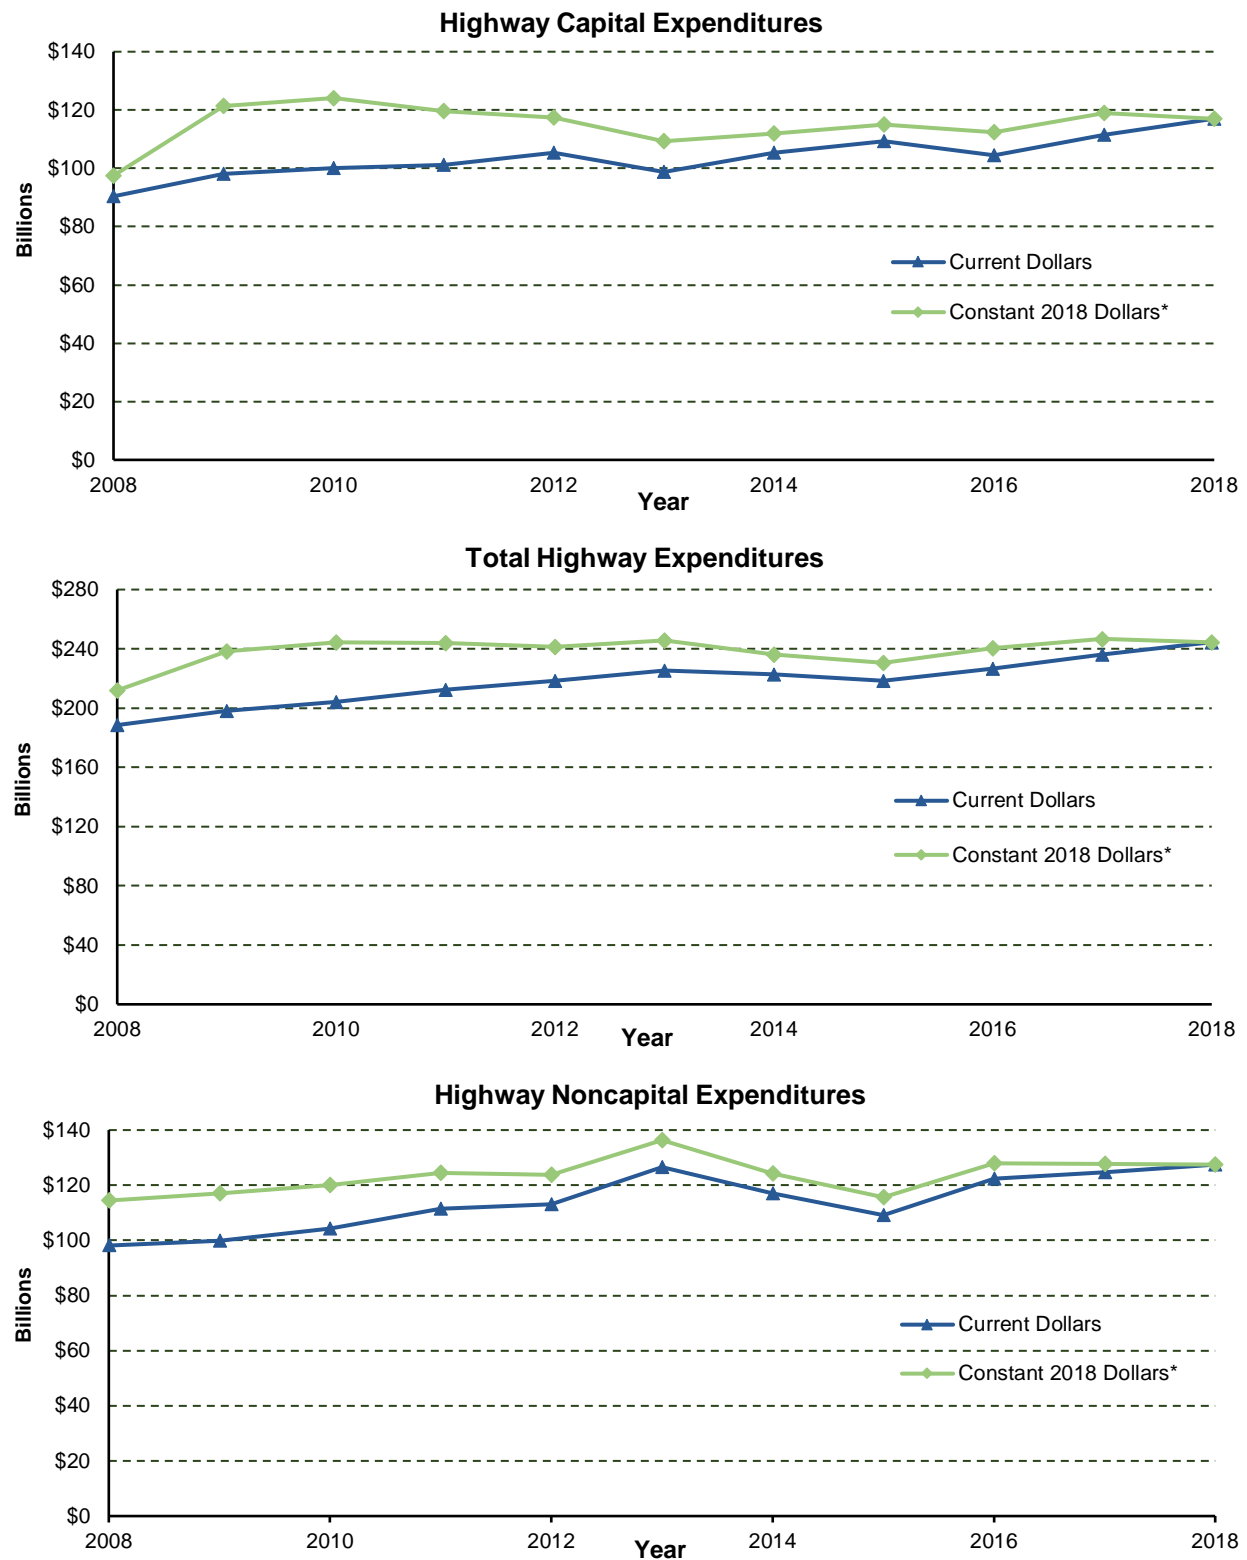 Highway Capital Expenditures
$140
$120
$100
$80
$60
$40
$20
$0
Billions
Current Dollars
Constant 2018 Dollars*
2008 2010 2012 2014 2016 2018
Year
Total Highway Expenditures
$280
$240
$200
$160
$120
$80
$40
$0
Billions
Current Dollars
Constant 2018 Dollars*
2008 2010 2012 2014 2016 2018
Year
Highway Noncapital Expenditures
$140
$120
$100
$80
$60
$40
$20
$0
Billions
Current Dollars
Constant 2018 Dollars*
2008 2010 2012 2014 2016 2018
Year